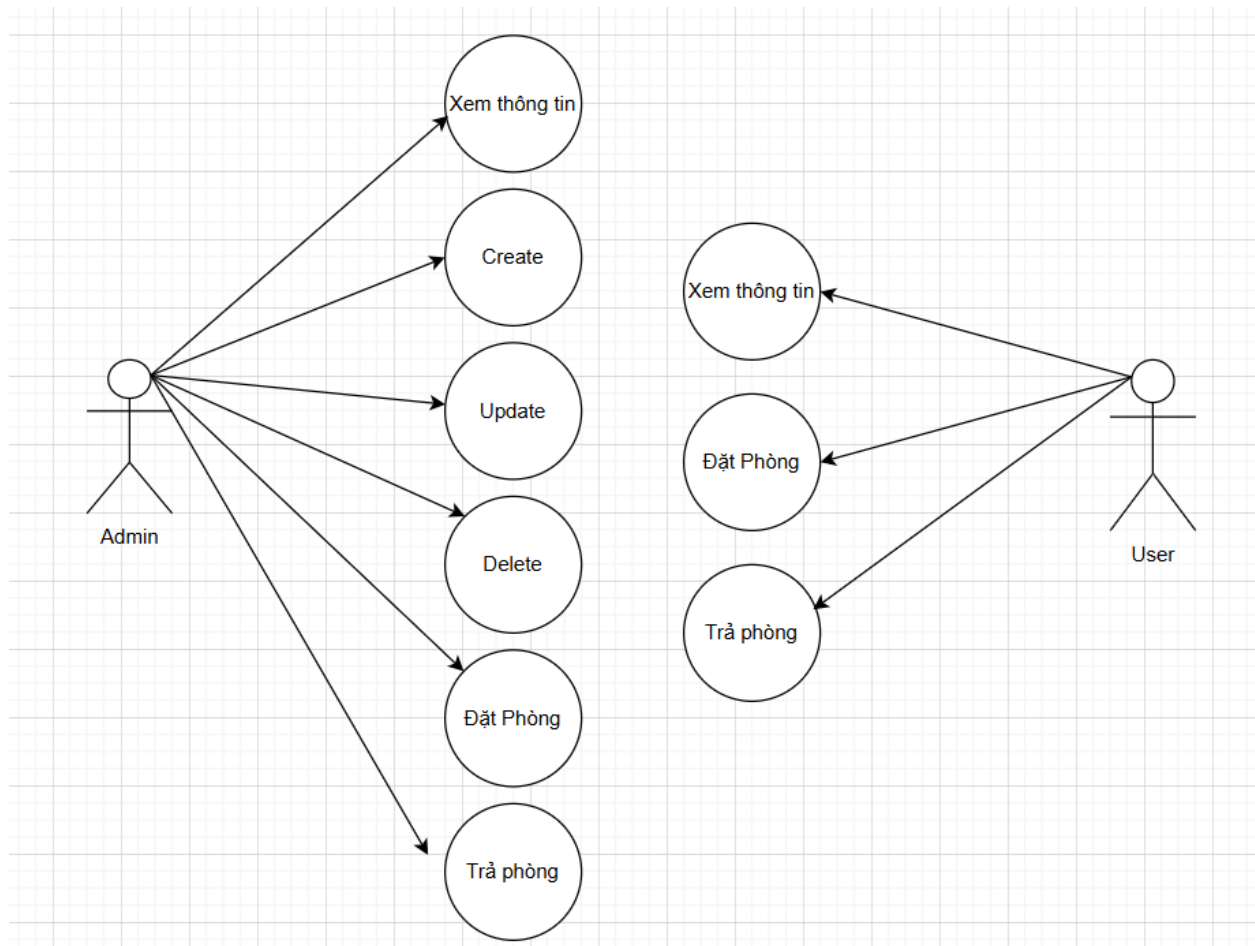 Xem thông tin
Create
Update
Delete
Đặt Phòng
Trả phòng
Admin
Xem thông tin
Đặt Phòng
Trả phòng
User